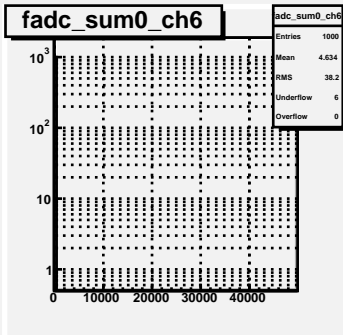 fadc_sum0_ch6
adc_sum0_ch6
Entries 1000
Mean 4.634
RMS 38.2
Underflow 6
Overflow 0
10³
10²
10
1
0 10000 20000 30000 40000